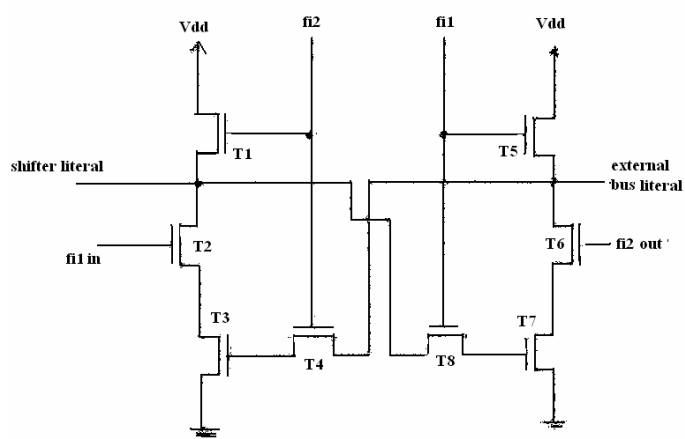 fi2
fi1
Vdd
Vdd
T1
T5
shifter literal
external
bus literal
T2
T6
fi1 in
fi2 out
T3
T7
T4
T8